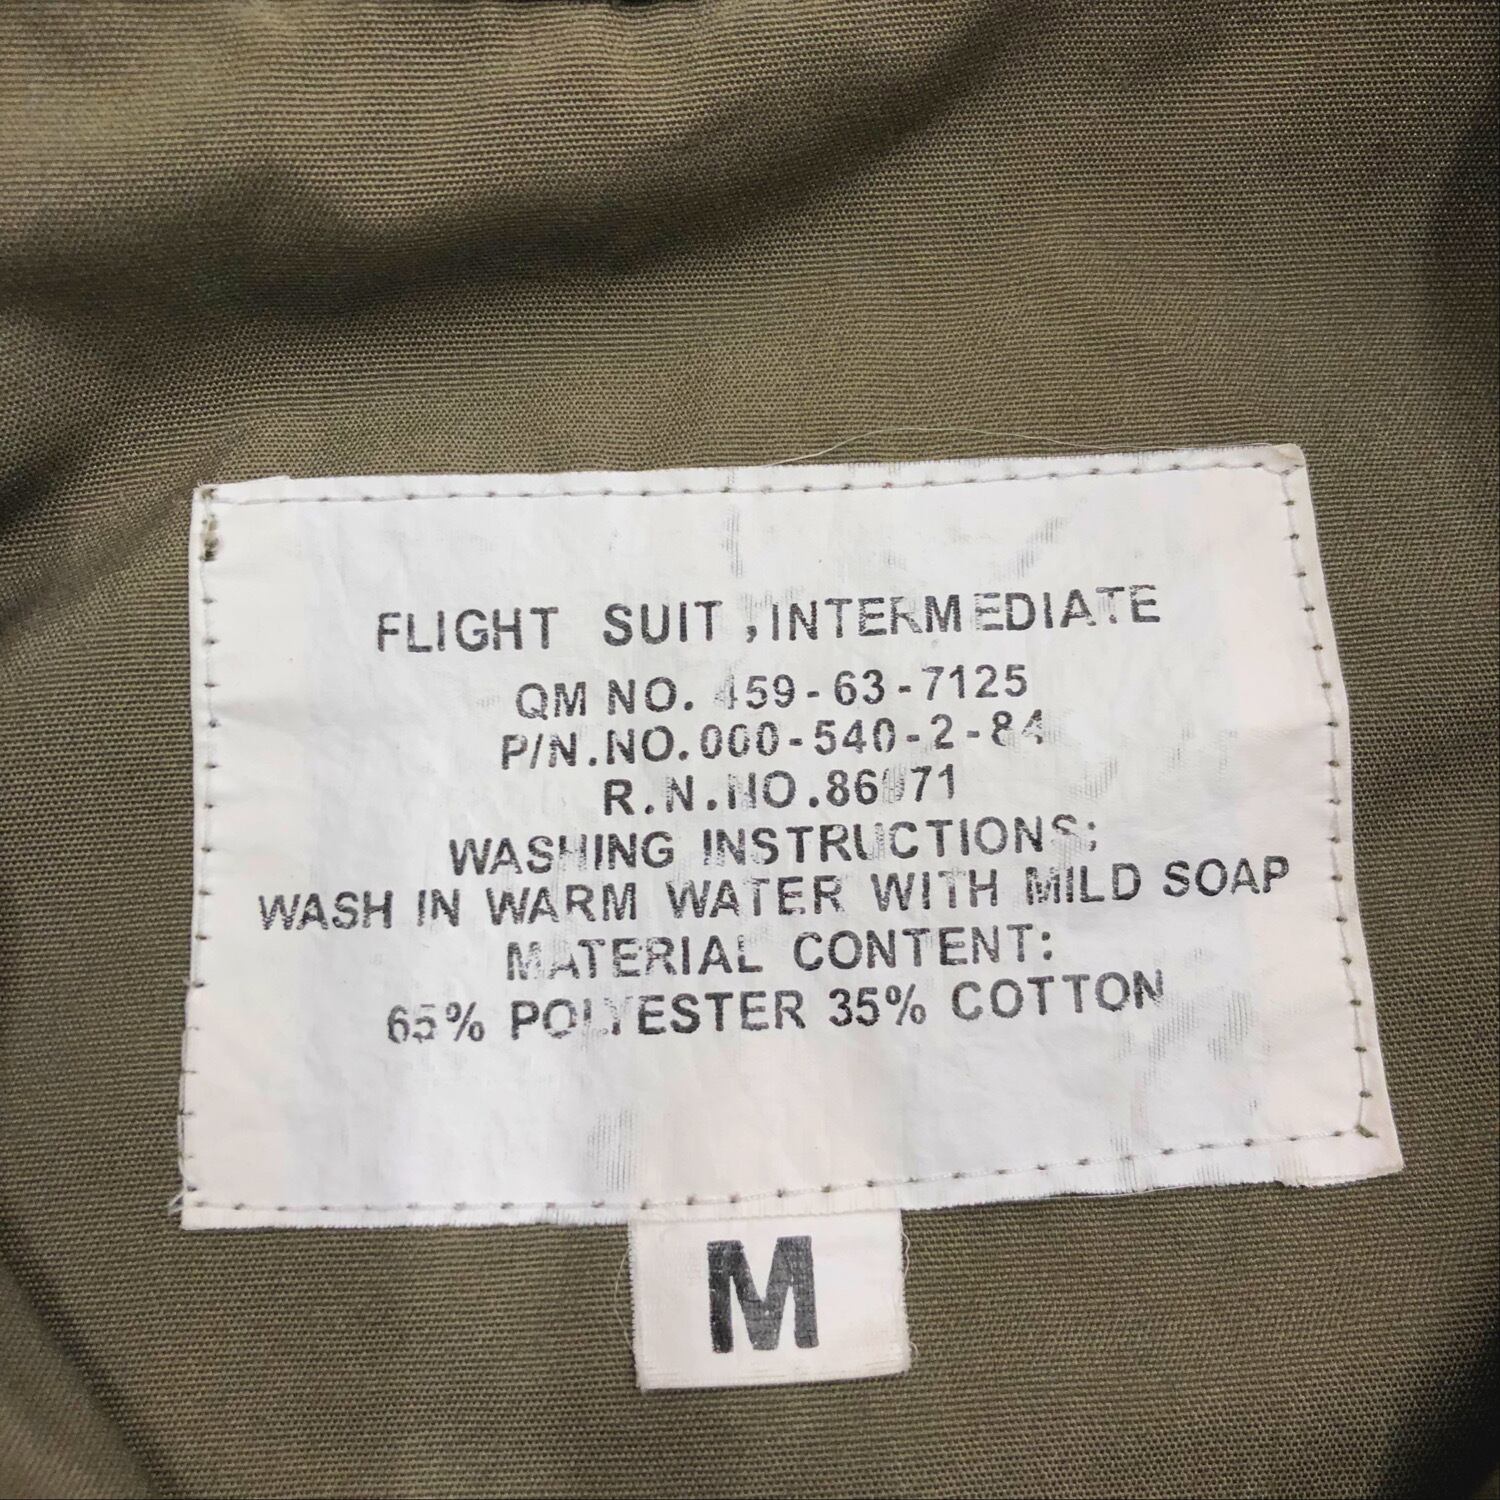 FLIGHT SUIT ,INTERMEDIATE
QM NO. 459-63-7125
P/N.NO.000-540-2-84
R.N.NO.
WASHING INSTRUCTIONS:
WASH IN WARM WATER WITH MILD SOAP
MATERIAL CONTENT:
65% POLYESTER 35% COTTON
M